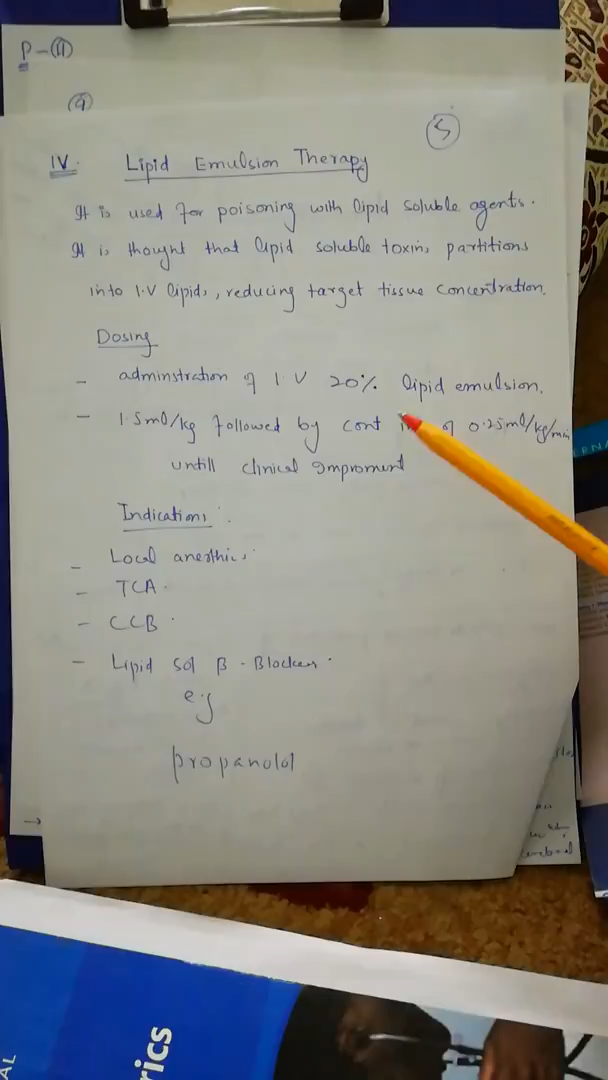 P - (11)
(9)
(5)
IV. Lipid Emulsion Therapy
It is used for poisoning with lipid soluble agents.
It is thought that lipid soluble toxins partitions
into I.V lipids, reducing target tissue concentration.
Dosing
- adminstration of I.V 20% lipid emulsion.
- 1.5ml/kg followed by cont of 0.25ml/kg/min
untill clinical improment
Indications:
- Local anesthics.
- TCA.
- CCB.
- Lipid sol β-Blocker.
e.g
propanolol
rics
AL